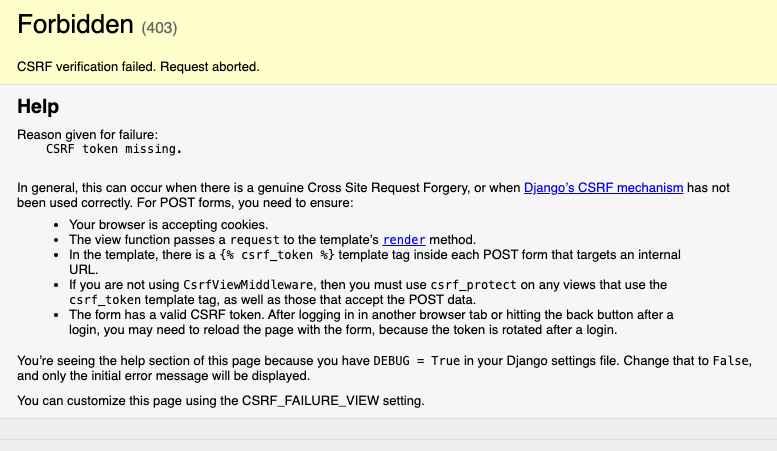 Forbidden (403)
CSRF verification failed. Request aborted.
Help
Reason given for failure:
CSRF token missing.
In general, this can occur when there is a genuine Cross Site Request Forgery, or when Django’s CSRF mechanism has not
been used correctly. For POST forms, you need to ensure:
• Your browser is accepting cookies.
• The view function passes a request to the template’s render method.
• In the template, there is a {% csrf_token %} template tag inside each POST form that targets an internal
URL.
• If you are not using CsrfViewMiddleware, then you must use csrf_protect on any views that use the
csrf_token template tag, as well as those that accept the POST data.
• The form has a valid CSRF token. After logging in in another browser tab or hitting the back button after a
login, you may need to reload the page with the form, because the token is rotated after a login.
You’re seeing the help section of this page because you have DEBUG = True in your Django settings file. Change that to False,
and only the initial error message will be displayed.
You can customize this page using the CSRF_FAILURE_VIEW setting.